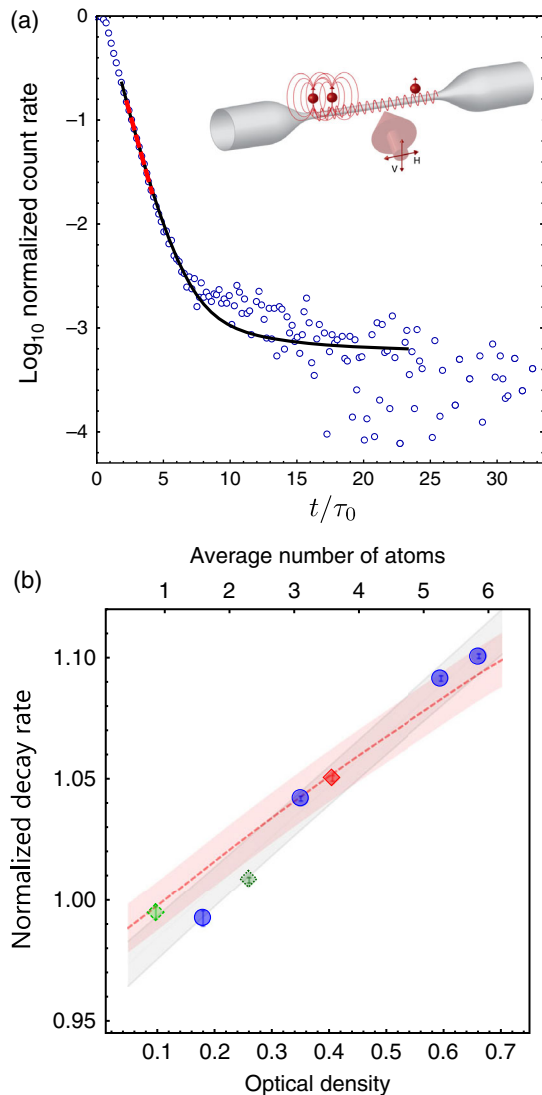 (a)
0
−1
−2
−3
−4
Log10 normalized count rate
V
H
0 5 10 15 20 25 30
t/τ0
(b)
Average number of atoms
1 2 3 4 5 6
1.10
1.05
1.00
0.95
Normalized decay rate
0.1 0.2 0.3 0.4 0.5 0.6 0.7
Optical density